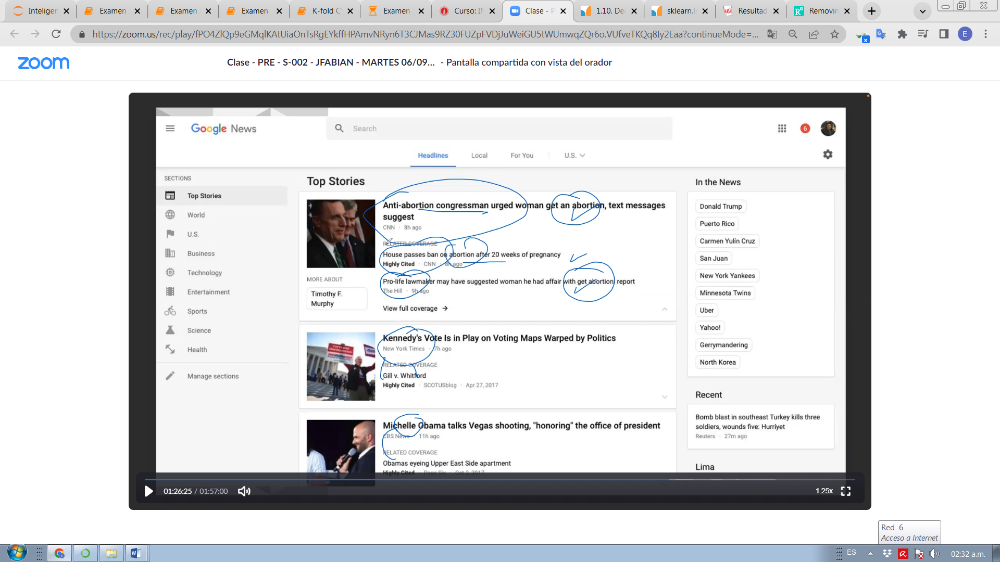 Inteligen
Examen
Examen
Examen
K-fold C
Examen
Curso: IN
Clase - P
1.10. Dec
sklearn.li
Resultad
Removin
https://zoom.us/rec/play/fPO4ZlQp9eGMqlKAtUiaOnTsRgEYkffHPAmvNRyn6T3CJMas9RZ30FUZpFVDjJuWeiGU5tWUmwqZQr6o.VUfveTKQq8Iy2Eaa?continueMode=...
E
zoom
Clase - PRE - S-002 - JFABIAN - MARTES 06/09... - Pantalla compartida con vista del orador
Google News
Search
6
Headlines
Local
For You
U.S.
SECTIONS
Top Stories
World
U.S.
Business
Technology
Entertainment
Sports
Science
Health
Manage sections
Top Stories
Anti-abortion congressman urged woman get an abortion, text messages
suggest
CNN · 8h ago
RELATED COVERAGE
House passes ban on abortion after 20 weeks of pregnancy
Highly Cited · CNN · 8h ago
Pro-life lawmaker may have suggested woman he had affair with get abortion: report
The Hill · 9h ago
View full coverage →
MORE ABOUT
Timothy F.
Murphy
Kennedy's Vote Is in Play on Voting Maps Warped by Politics
New York Times · 7h ago
RELATED COVERAGE
Gill v. Whitford
Highly Cited · SCOTUSblog · Apr 27, 2017
Michelle Obama talks Vegas shooting, "honoring" the office of president
CBS News · 11h ago
RELATED COVERAGE
Obamas eyeing Upper East Side apartment
Highly Cited · Page Six · Oct 2, 2017
In the News
Donald Trump
Puerto Rico
Carmen Yulín Cruz
San Juan
New York Yankees
Minnesota Twins
Uber
Yahoo!
Gerrymandering
North Korea
Recent
Bomb blast in southeast Turkey kills three
soldiers, wounds five: Hurriyet
Reuters · 27m ago
Lima
01:26:25 / 01:57:00
1.25x
Red 6
Acceso a Internet
ES
02:32 a.m.